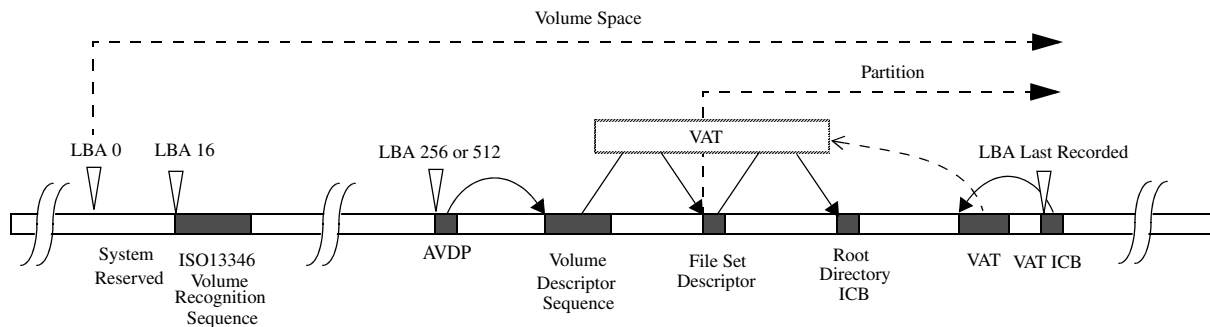 Volume Space
Partition
VAT
LBA 0
LBA 16
LBA 256 or 512
LBA Last Recorded
System
Reserved
ISO13346
Volume
Recognition
Sequence
AVDP
Volume
Descriptor
Sequence
File Set
Descriptor
Root
Directory
ICB
VAT
VAT ICB